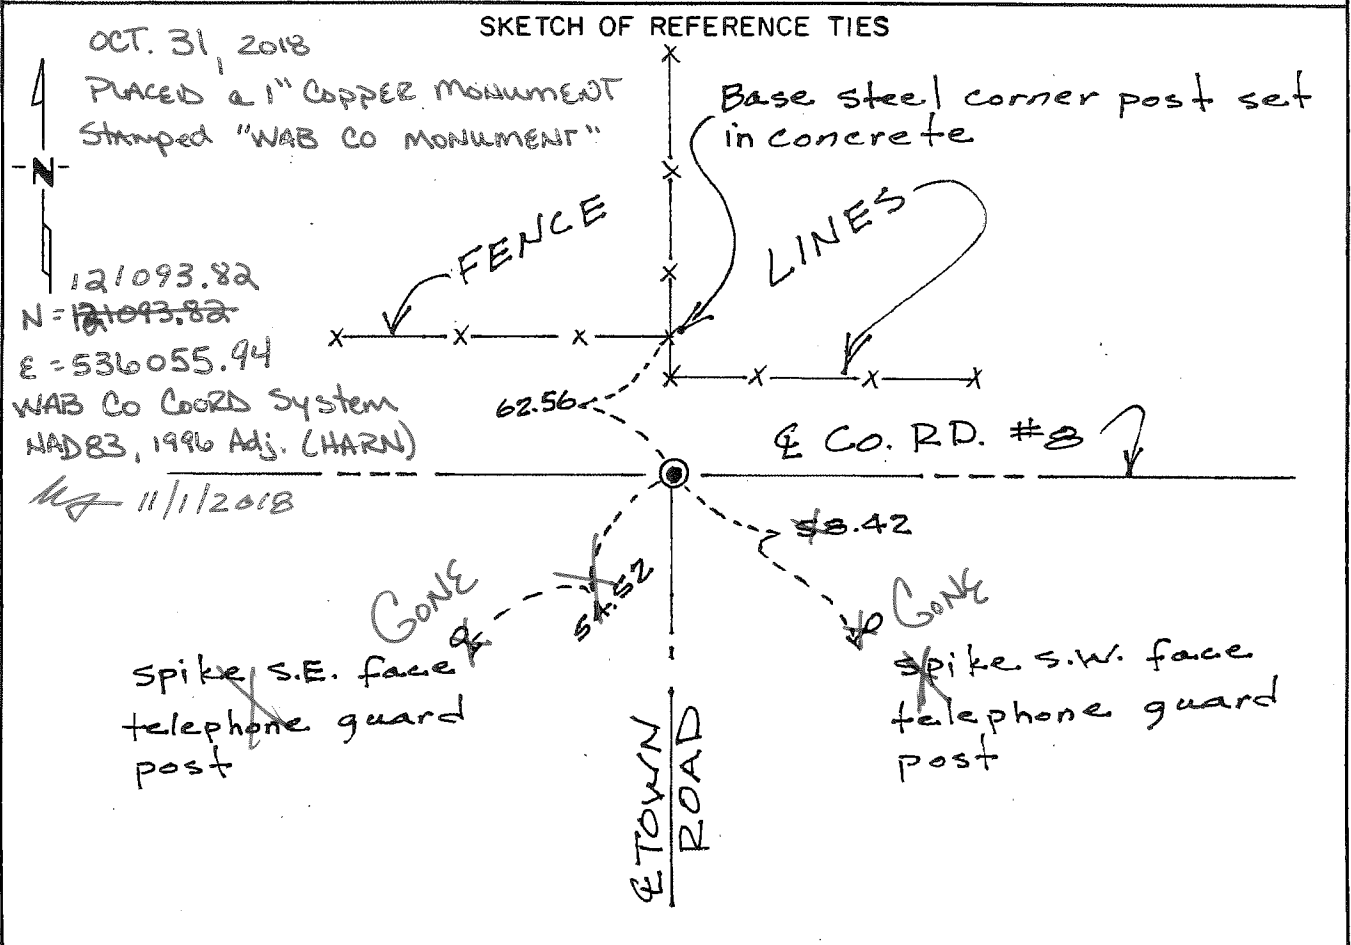 SKETCH OF REFERENCE TIES
OCT. 31, 2018
PLACED a 1" COPPER MONUMENT
Stamped "WAB CO MONUMENT"
Base steel corner post set
in concrete
N
FENCE
LINES
121093.82
N = 121093.82
E = 536055.94
WAB CO COORD System
NAD83, 1996 Adj. (HARN)
11/1/2018
62.56
℄ CO. RD. #8
54.52
GONE
GONE
spike S.E. face
telephone guard
post
spike S.W. face
telephone guard
post
℄ TOWN
ROAD